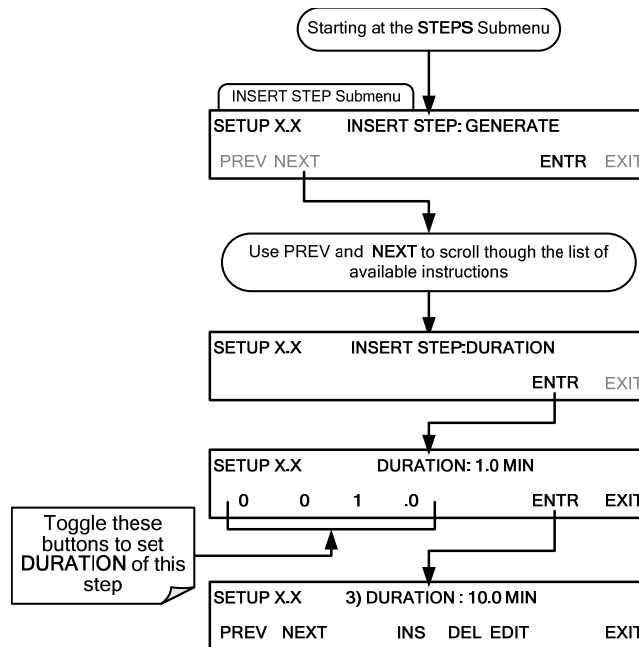 Starting at the STEPS Submenu
INSERT STEP Submenu
SETUP X.X INSERT STEP: GENERATE
PREV NEXT ENTR EXIT
Use PREV and NEXT to scroll though the list of
available instructions
SETUP X.X INSERT STEP:DURATION
ENTR EXIT
SETUP X.X DURATION: 1.0 MIN
0 0 1 .0 ENTR EXIT
Toggle these
buttons to set
DURATION of this
step
SETUP X.X 3) DURATION : 10.0 MIN
PREV NEXT INS DEL EDIT EXIT